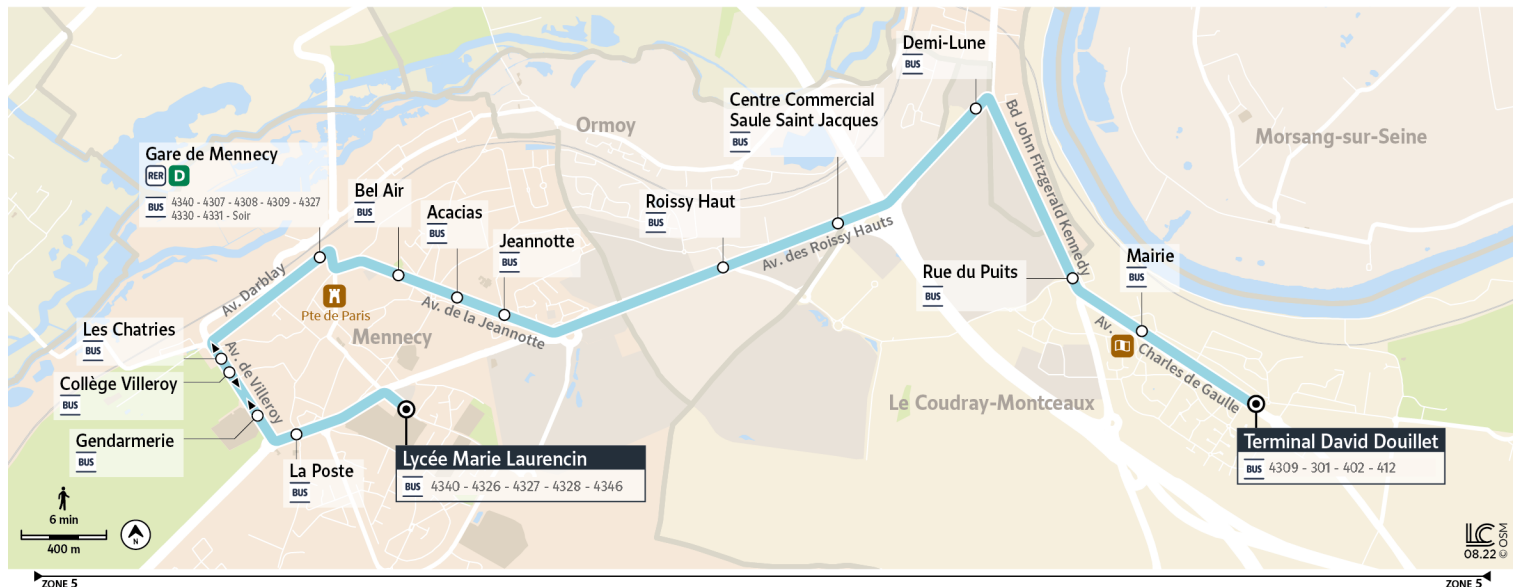 Demi-Lune
BUS
Centre Commercial
Saule Saint Jacques
BUS
Ormoy
Bd John Fitzgerald Kennedy
Morsang-sur-Seine
Gare de Mennecy
RER D
BUS 4340 - 4307 - 4308 - 4309 - 4327
4330 - 4331 - Soir
Bel Air
BUS
Acacias
BUS
Jeannotte
BUS
Roissy Haut
BUS
Av. des Roissy Hauts
Rue du Puits
BUS
Mairie
BUS
Av. Darblay
Pte de Paris
Mennecy
Av. de la Jeannotte
Les Chatries
BUS
Av. de Villeroy
Collège Villeroy
BUS
Gendarmerie
BUS
La Poste
BUS
Lycée Marie Laurencin
BUS 4340 - 4326 - 4327 - 4328 - 4346
Le Coudray-Montceaux
Av. Charles de Gaulle
Terminal David Douillet
BUS 4309 - 301 - 402 - 412
6 min
400 m
N
LC
08.22 © OSM
ZONE 5
ZONE 5